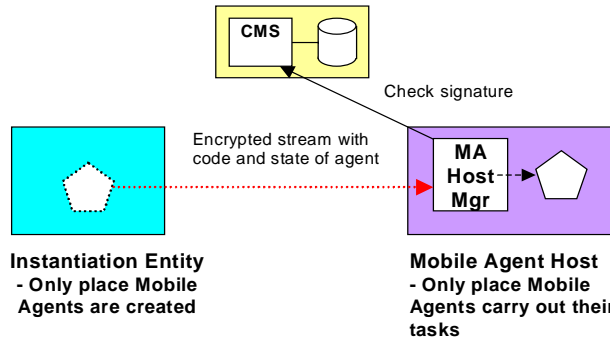 CMS
Check signature
Encrypted stream with
code and state of agent
MA
Host
Mgr
Instantiation Entity
- Only place Mobile
Agents are created
Mobile Agent Host
- Only place Mobile
Agents carry out their
tasks